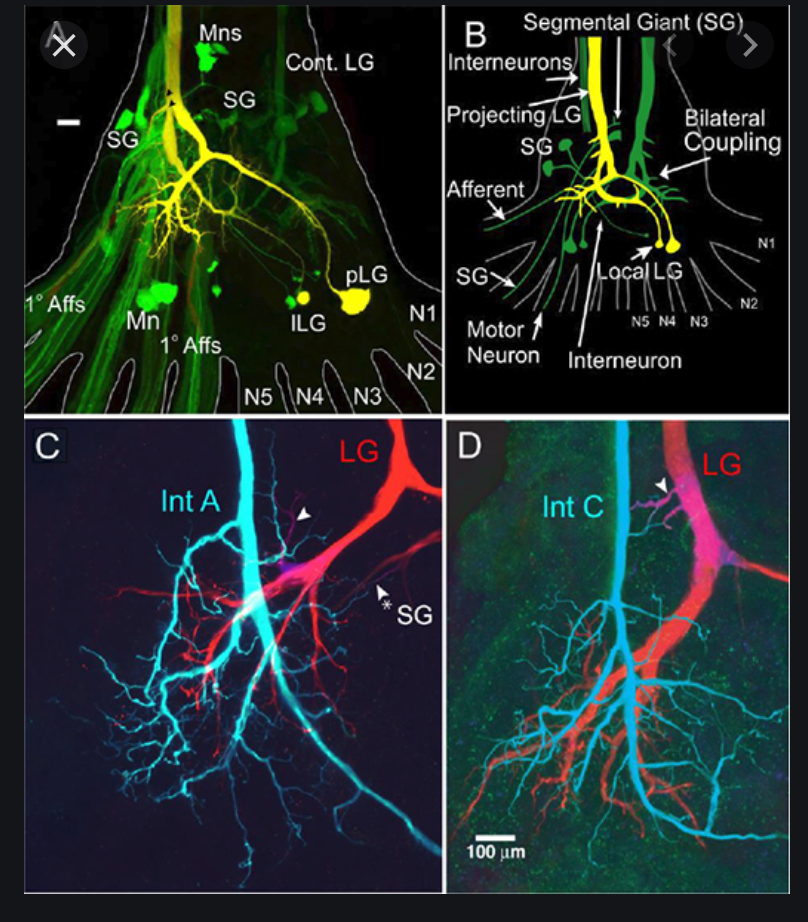 A
Mns
Cont. LG
SG
SG
pLG
lLG
1° Affs
Mn
1° Affs
N1
N2
N3
N4
N5
B
Segmental Giant (SG)
Interneurons
Projecting LG
Bilateral
Coupling
SG
Afferent
N1
Local LG
SG
N2
N5 N4 N3
Motor
Neuron
Interneuron
C
LG
Int A
* SG
D
LG
Int C
100 µm